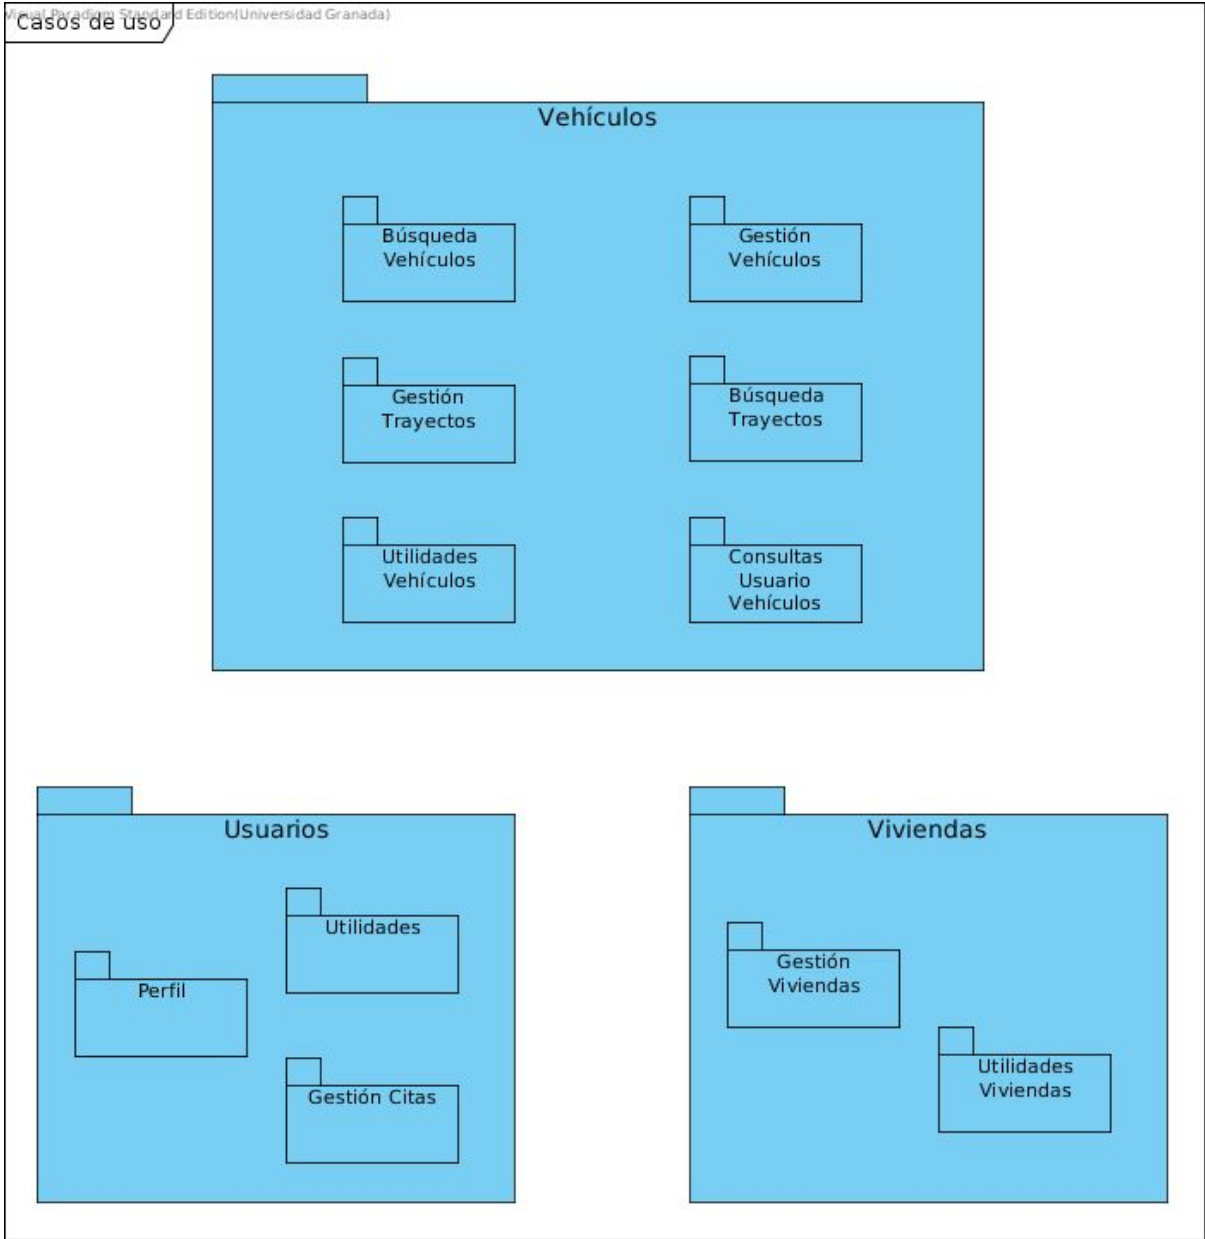 Visual Paradigm Standard Edition(Universidad Granada)
Casos de uso
Vehículos
Búsqueda
Vehículos
Gestión
Vehículos
Gestión
Trayectos
Búsqueda
Trayectos
Utilidades
Vehículos
Consultas
Usuario
Vehículos
Usuarios
Utilidades
Perfil
Gestión Citas
Viviendas
Gestión
Viviendas
Utilidades
Viviendas